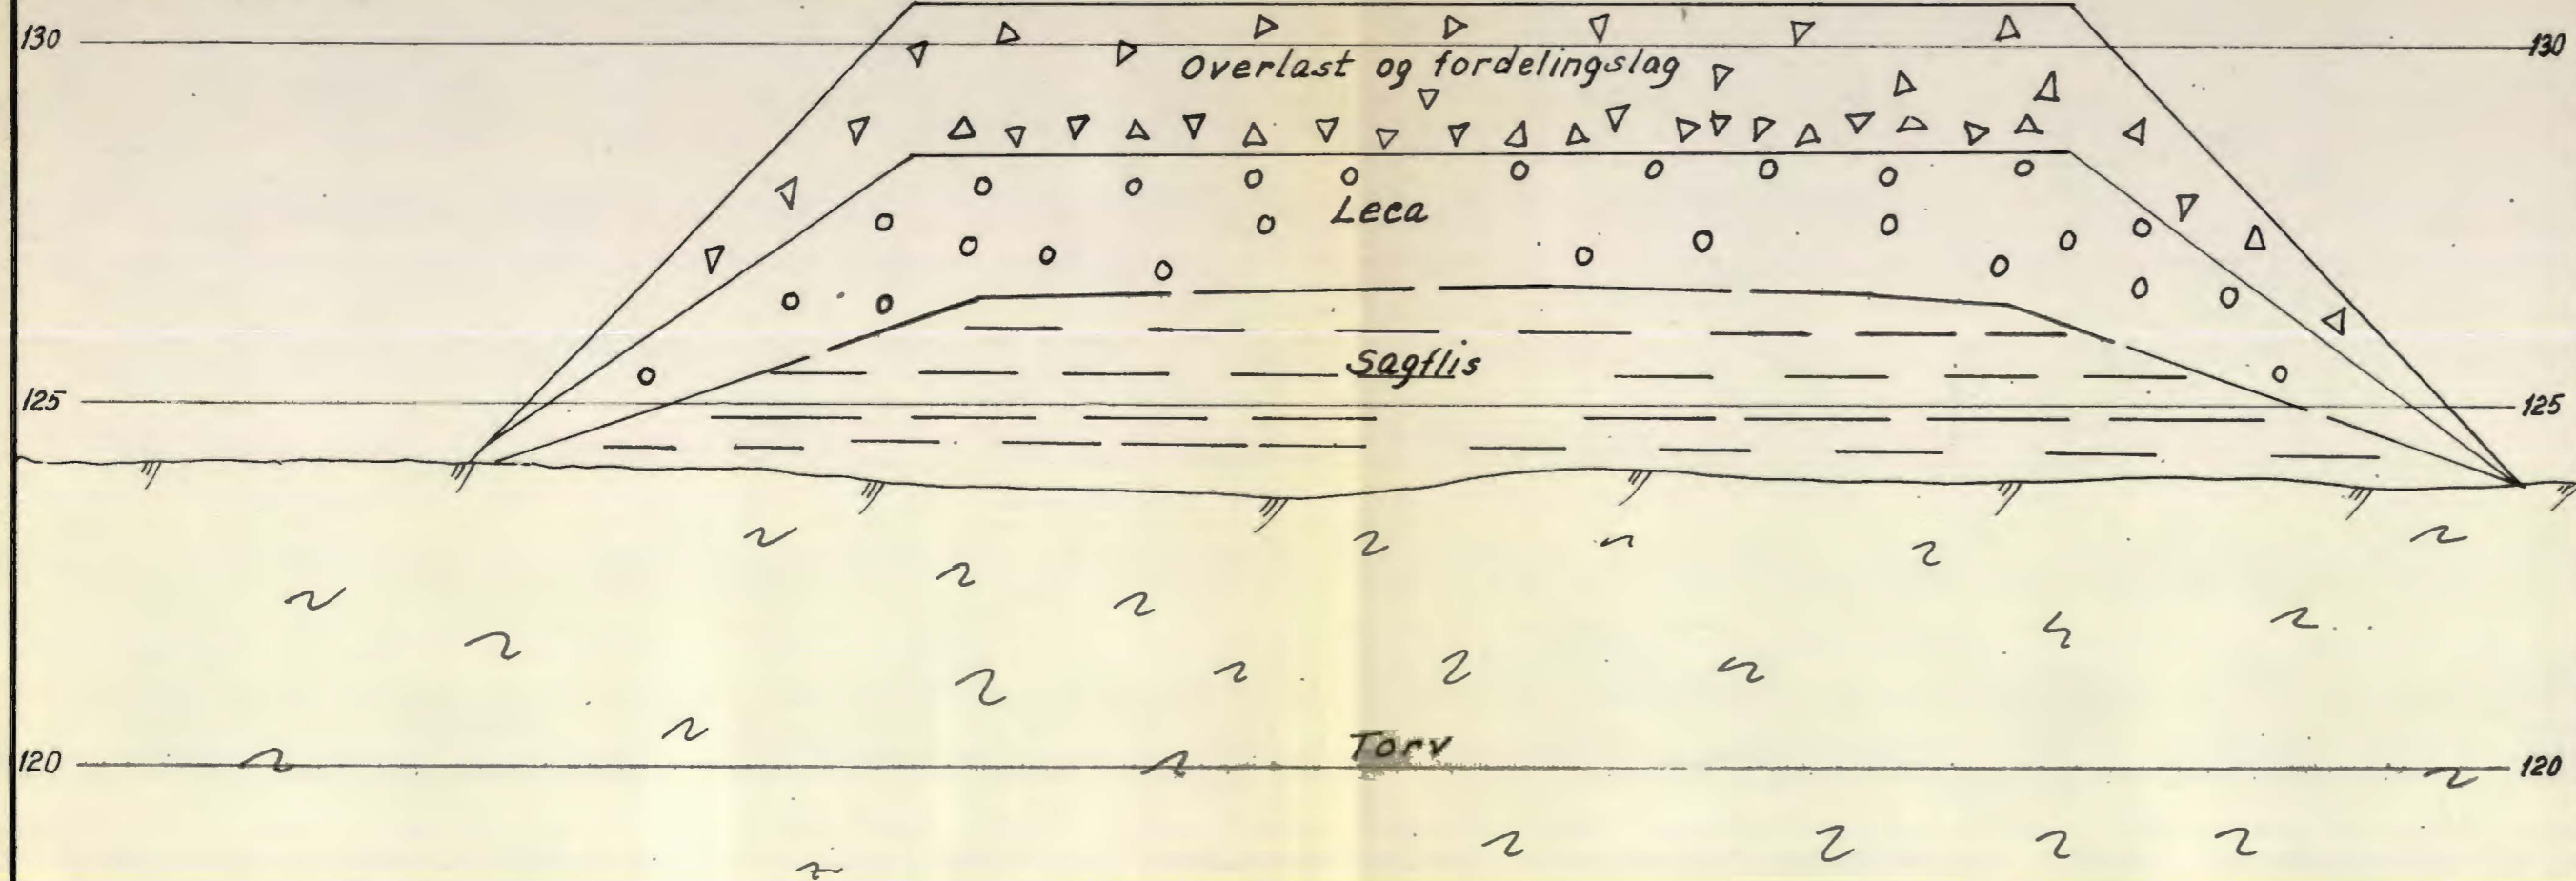 130 130
Overlast og fordelingslag
Leca
Sagflis
125 125
Torv
120 120